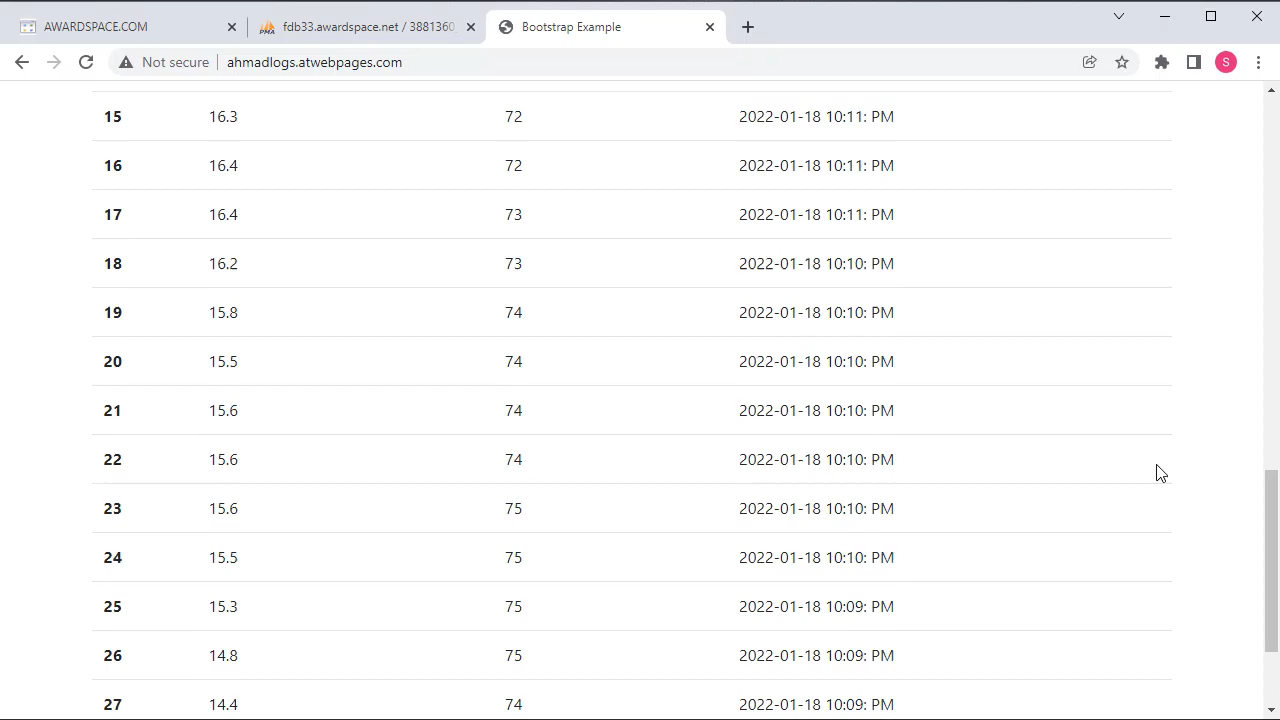 AWARDSPACE.COM
fdb33.awardspace.net / 3881360
Bootstrap Example
Not secure ahmadlogs.atwebpages.com
S
15 16.3 72 2022-01-18 10:11: PM
16 16.4 72 2022-01-18 10:11: PM
17 16.4 73 2022-01-18 10:11: PM
18 16.2 73 2022-01-18 10:10: PM
19 15.8 74 2022-01-18 10:10: PM
20 15.5 74 2022-01-18 10:10: PM
21 15.6 74 2022-01-18 10:10: PM
22 15.6 74 2022-01-18 10:10: PM
23 15.6 75 2022-01-18 10:10: PM
24 15.5 75 2022-01-18 10:10: PM
25 15.3 75 2022-01-18 10:09: PM
26 14.8 75 2022-01-18 10:09: PM
27 14.4 74 2022-01-18 10:09: PM